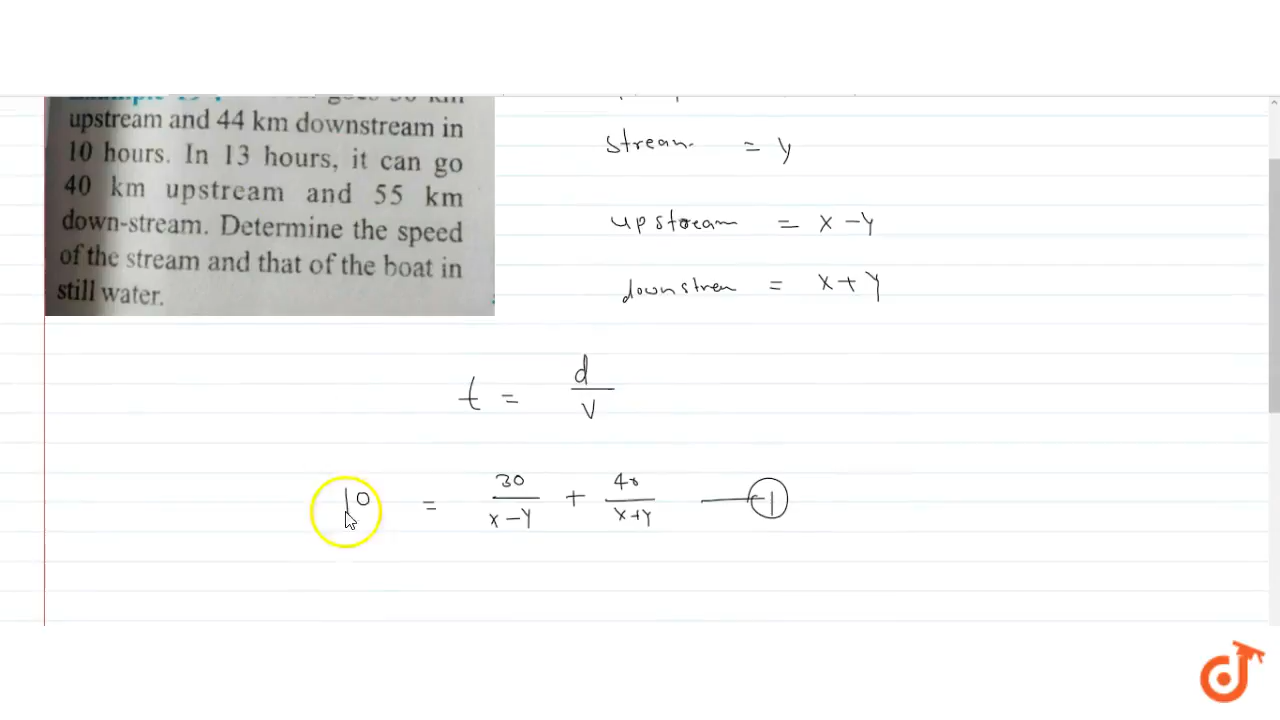 upstream and 44 km downstream in
10 hours. In 13 hours, it can go
40 km upstream and 55 km
down-stream. Determine the speed
of the stream and that of the boat in
still water.
stream = y
upstream = x - y
downstren = x + y
t = d/v
10 = 30/x-y + 40/x+y — 1